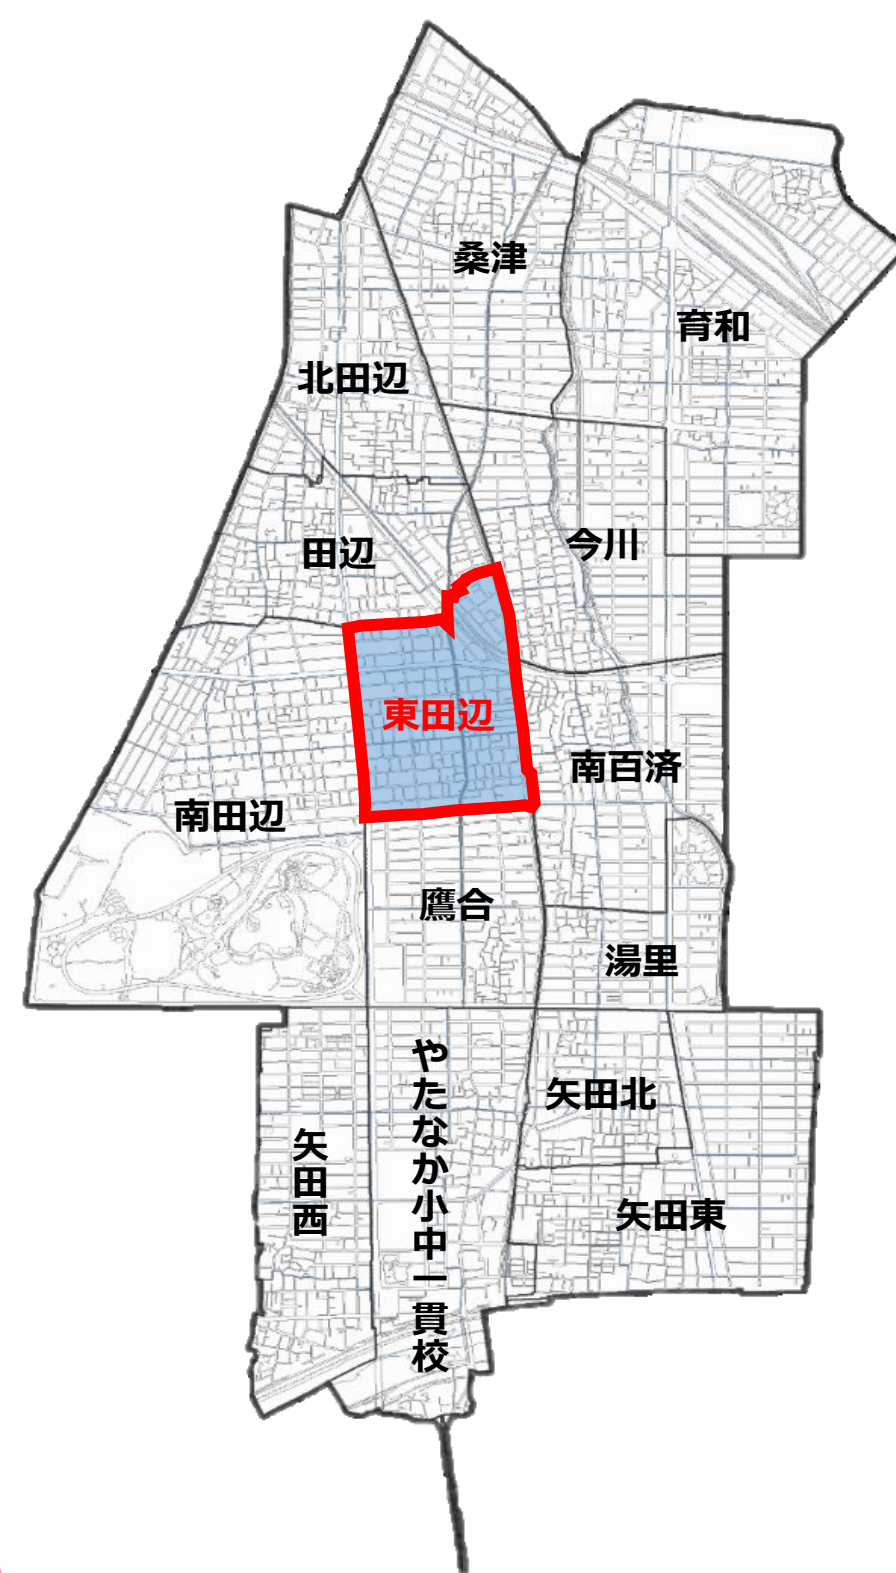 桑津
育和
北田辺
今川
田辺
東田辺
南百済
南田辺
鷹合
湯里
矢田北
やたなか小中一貫校
矢田西
矢田東